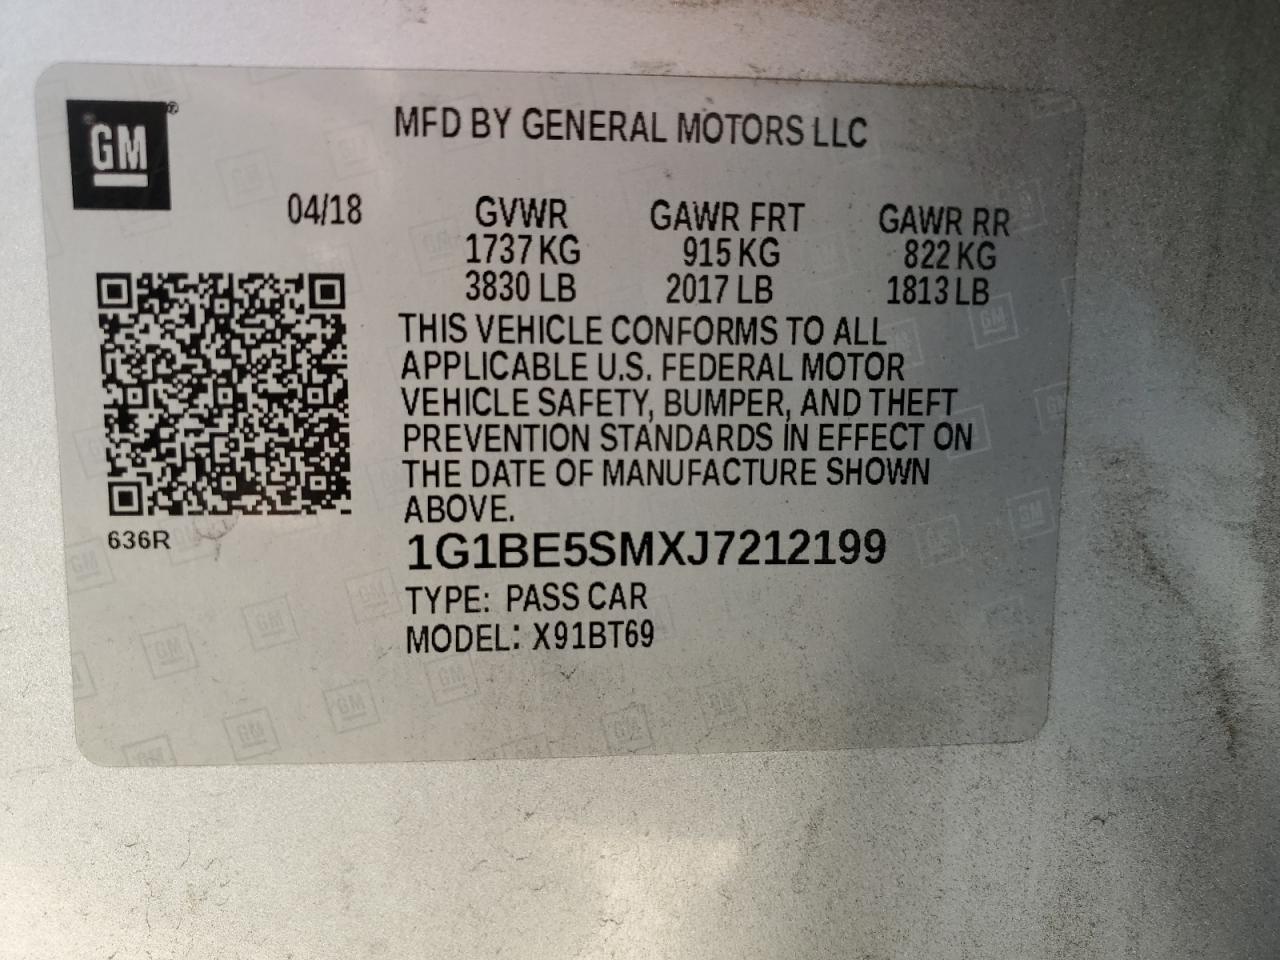 GM®
MFD BY GENERAL MOTORS LLC
04/18 GVWR GAWR FRT GAWR RR
1737 KG 915 KG 822 KG
3830 LB 2017 LB 1813 LB
THIS VEHICLE CONFORMS TO ALL
APPLICABLE U.S. FEDERAL MOTOR
VEHICLE SAFETY, BUMPER, AND THEFT
PREVENTION STANDARDS IN EFFECT ON
THE DATE OF MANUFACTURE SHOWN
ABOVE.
636R
1G1BE5SMXJ7212199
TYPE: PASS CAR
MODEL: X91BT69